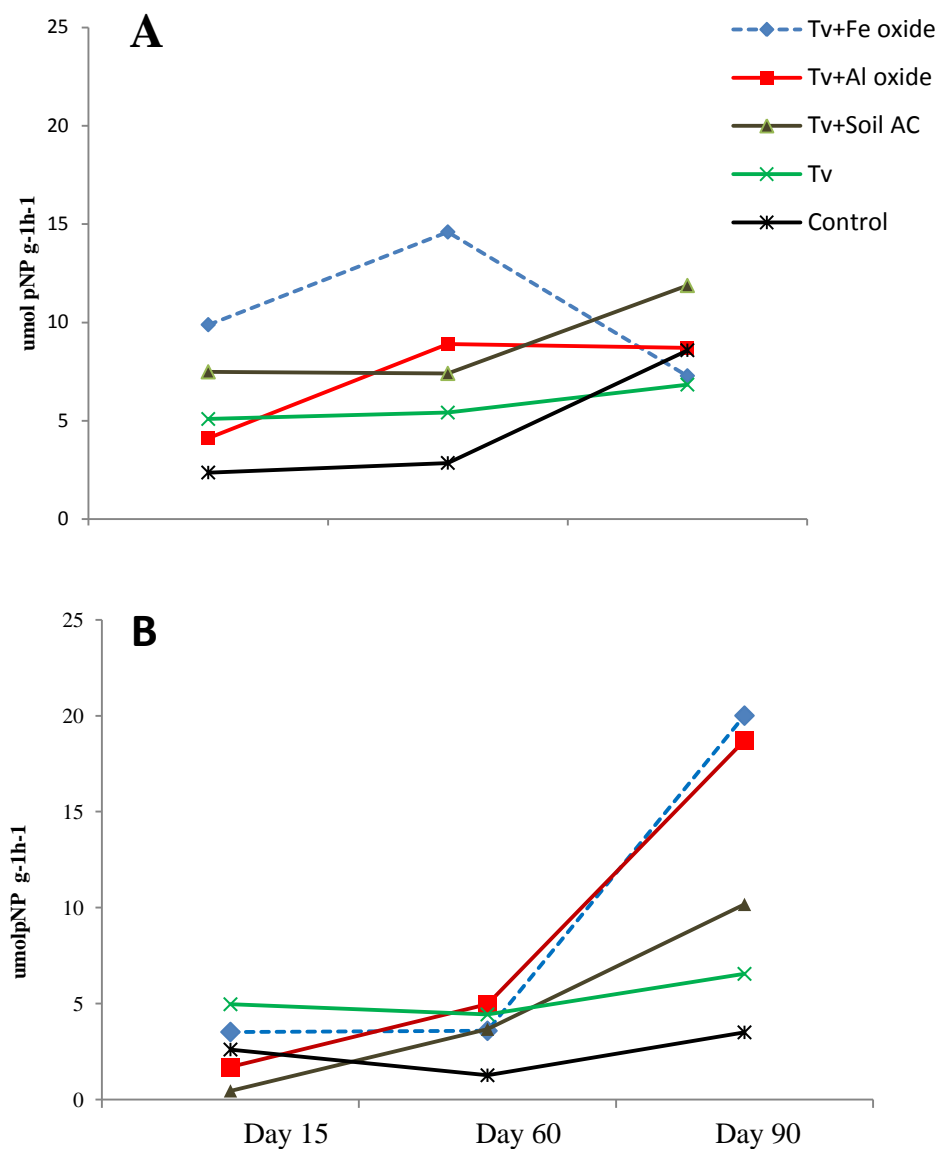 A
25
20
15
10
5
0
umol pNP g-1h-1
Tv+Fe oxide
Tv+Al oxide
Tv+Soil AC
Tv
Control
B
25
20
15
10
5
0
umolpNP g-1h-1
Day 15 Day 60 Day 90